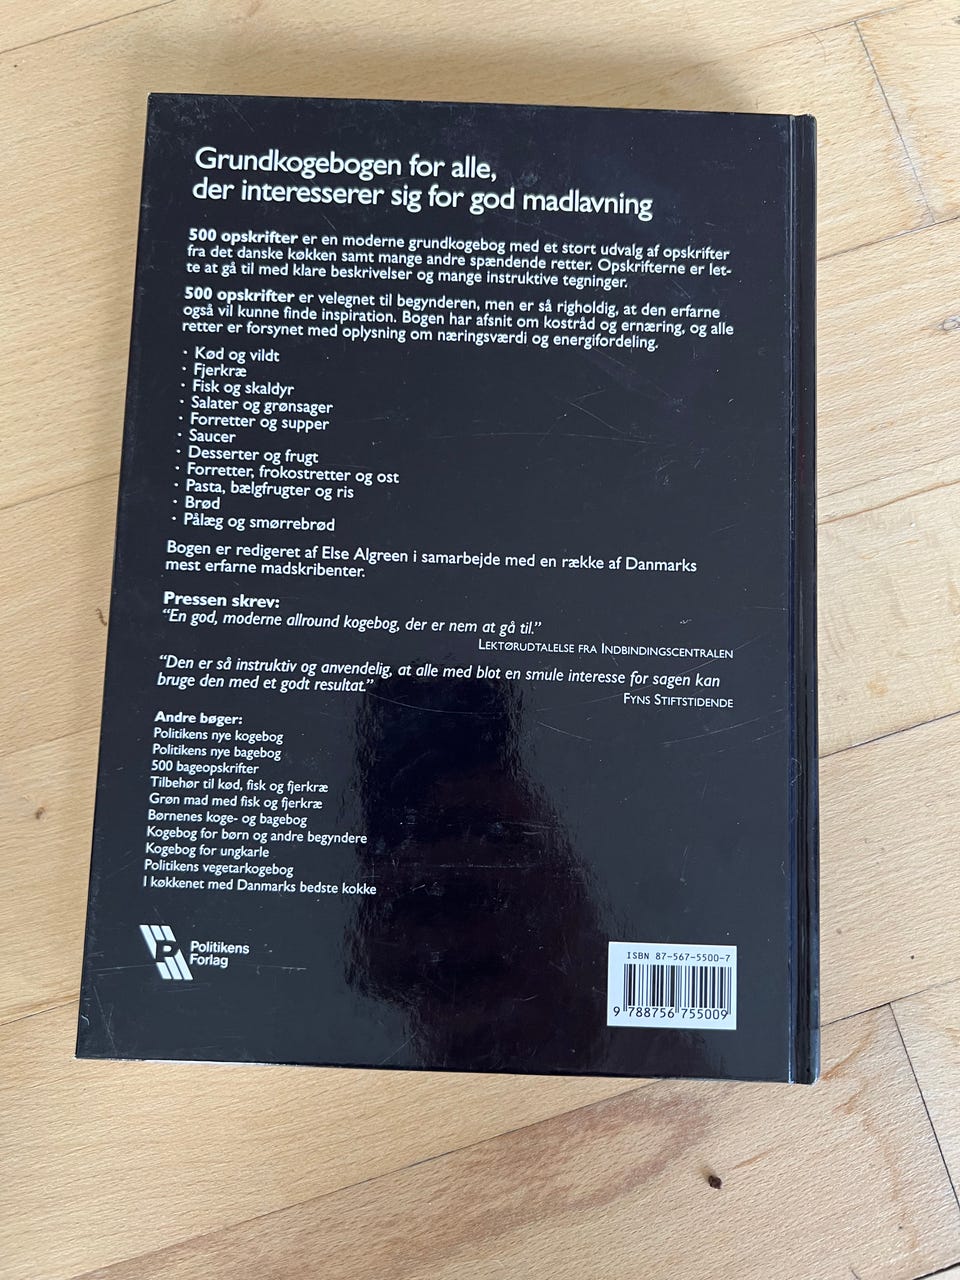 Grundkogebogen for alle,
der interesserer sig for god madlavning
500 opskrifter er en moderne grundkogebog med et stort udvalg af opskrifter
fra det danske køkken samt mange andre spændende retter. Opskrifterne er let-
te at gå til med klare beskrivelser og mange instruktive tegninger.
500 opskrifter er velegnet til begynderen, men er så righoldig, at den erfarne
også vil kunne finde inspiration. Bogen har afsnit om kostråd og ernæring, og alle
retter er forsynet med oplysning om næringsværdi og energifordeling.
· Kød og vildt
· Fjerkræ
· Fisk og skaldyr
· Salater og grønsager
· Forretter og supper
· Saucer
· Desserter og frugt
· Forretter, frokostretter og ost
· Pasta, bælgfrugter og ris
· Brød
· Pålæg og smørrebrød
Bogen er redigeret af Else Algreen i samarbejde med en række af Danmarks
mest erfarne madskribenter.
Pressen skrev:
“En god, moderne allround kogebog, der er nem at gå til.”
LEKTØRUDTALELSE FRA INDBINDINGSCENTRALEN
“Den er så instruktiv og anvendelig, at alle med blot en smule interesse for sagen kan
bruge den med et godt resultat.”
FYNS STIFTSTIDENDE
Andre bøger:
Politikens nye kogebog
Politikens nye bagebog
500 bageopskrifter
Tilbehør til kød, fisk og fjerkræ
Grøn mad med fisk og fjerkræ
Børnenes koge- og bagebog
Kogebog for børn og andre begyndere
Kogebog for ungkarle
Politikens vegetarkogebog
I køkkenet med Danmarks bedste kokke
P
Politikens
Forlag
ISBN 87-567-5500-7
9 788756 755009